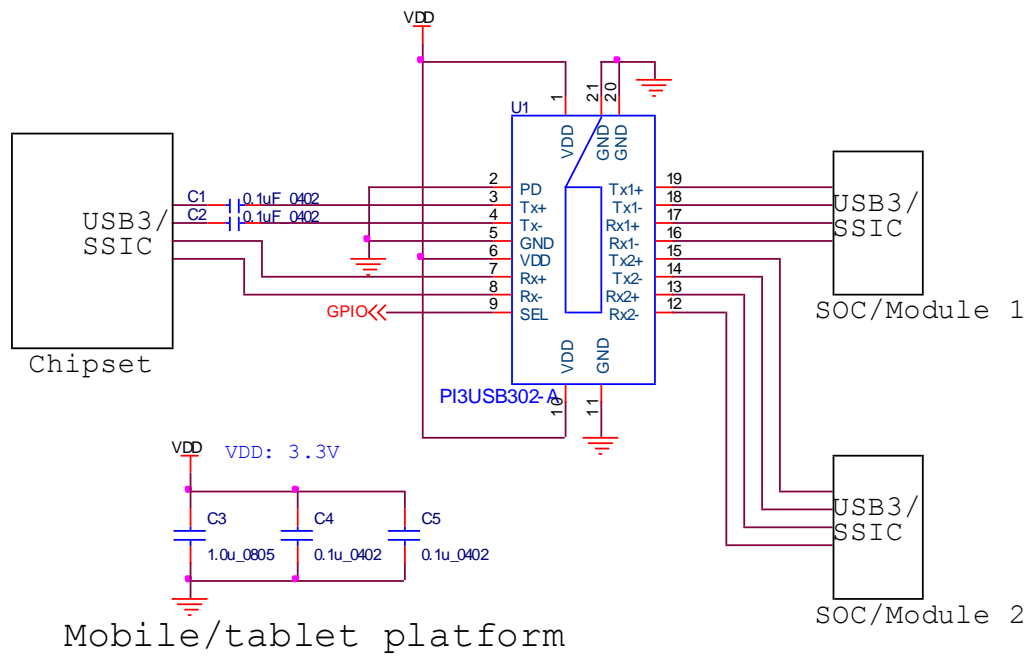 VDD
U1
1
21
20
VDD
GND
GND
C1
0.1uF_0402
C2
0.1uF_0402
USB3/
SSIC
Chipset
2
PD
3
Tx+
4
Tx-
5
GND
6
VDD
7
Rx+
8
Rx-
9
SEL
GPIO
Tx1+
19
Tx1-
18
Rx1+
17
Rx1-
16
Tx2+
15
Tx2-
14
Rx2+
13
Rx2-
12
VDD
GND
10
11
PI3USB302-A
USB3/
SSIC
SOC/Module 1
VDD
VDD: 3.3V
C3
1.0u_0805
C4
0.1u_0402
C5
0.1u_0402
USB3/
SSIC
SOC/Module 2
Mobile/tablet platform